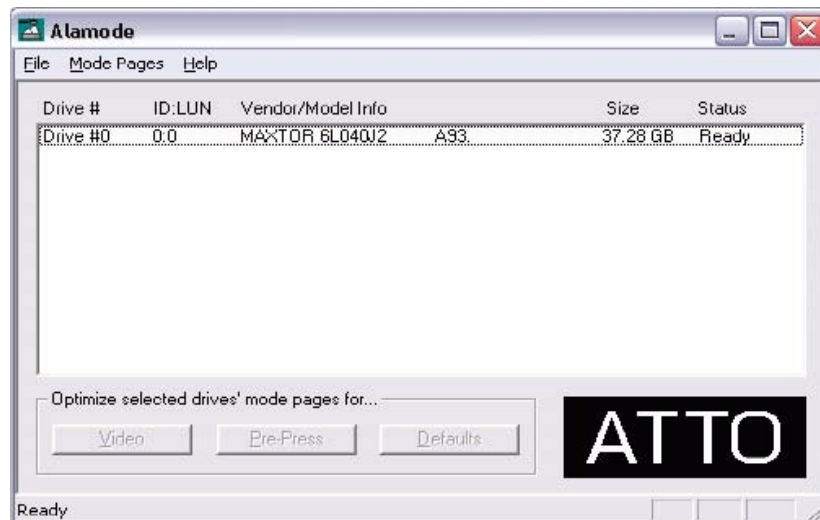 Alamode
File Mode Pages Help
Drive # ID:LUN Vendor/Model Info Size Status
Drive #0 0:0 MAXTOR 6L040J2 A93. 37.28 GB Ready
Optimize selected drives' mode pages for...
Video Pre-Press Defaults
ATTO
Ready